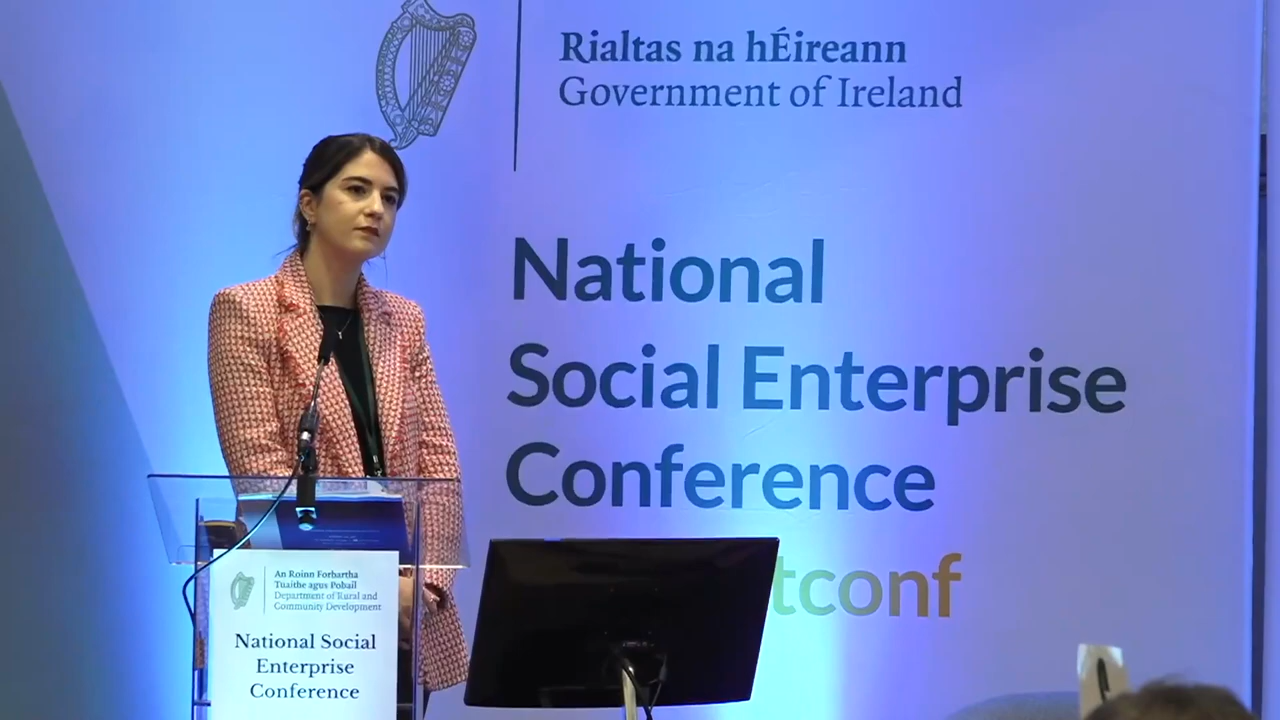 Rialtas na hÉireann
Government of Ireland
National
Social Enterprise
Conference
tconf
An Roinn Forbartha
Tuaithe agus Pobail
Department of Rural and
Community Development
National Social
Enterprise
Conference